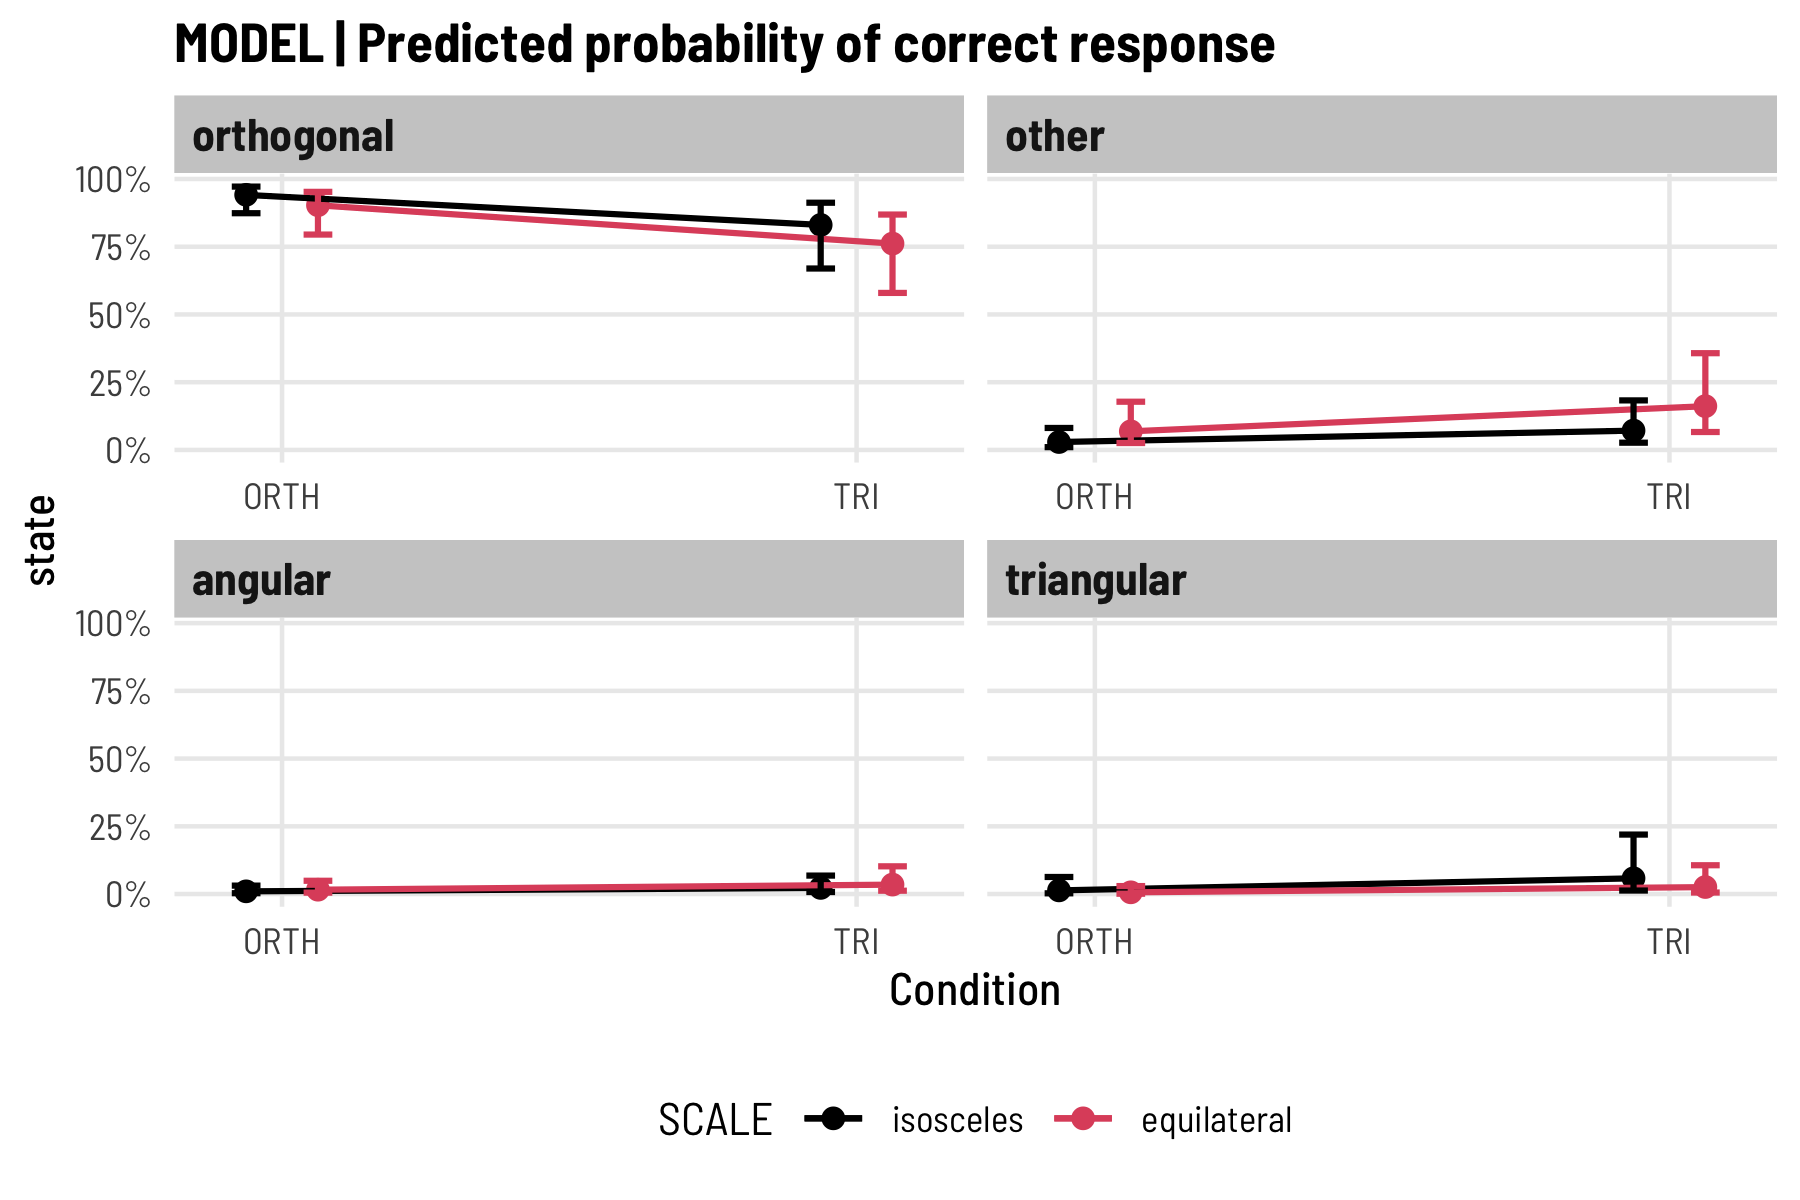 MODEL | Predicted probability of correct response
orthogonal
other
100%
75%
50%
25%
0%
ORTH
TRI
ORTH
TRI
state
angular
triangular
100%
75%
50%
25%
0%
ORTH
TRI
ORTH
TRI
Condition
SCALE isosceles equilateral